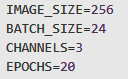 IMAGE_SIZE=256
BATCH_SIZE=24
CHANNELS=3
EPOCHS=20